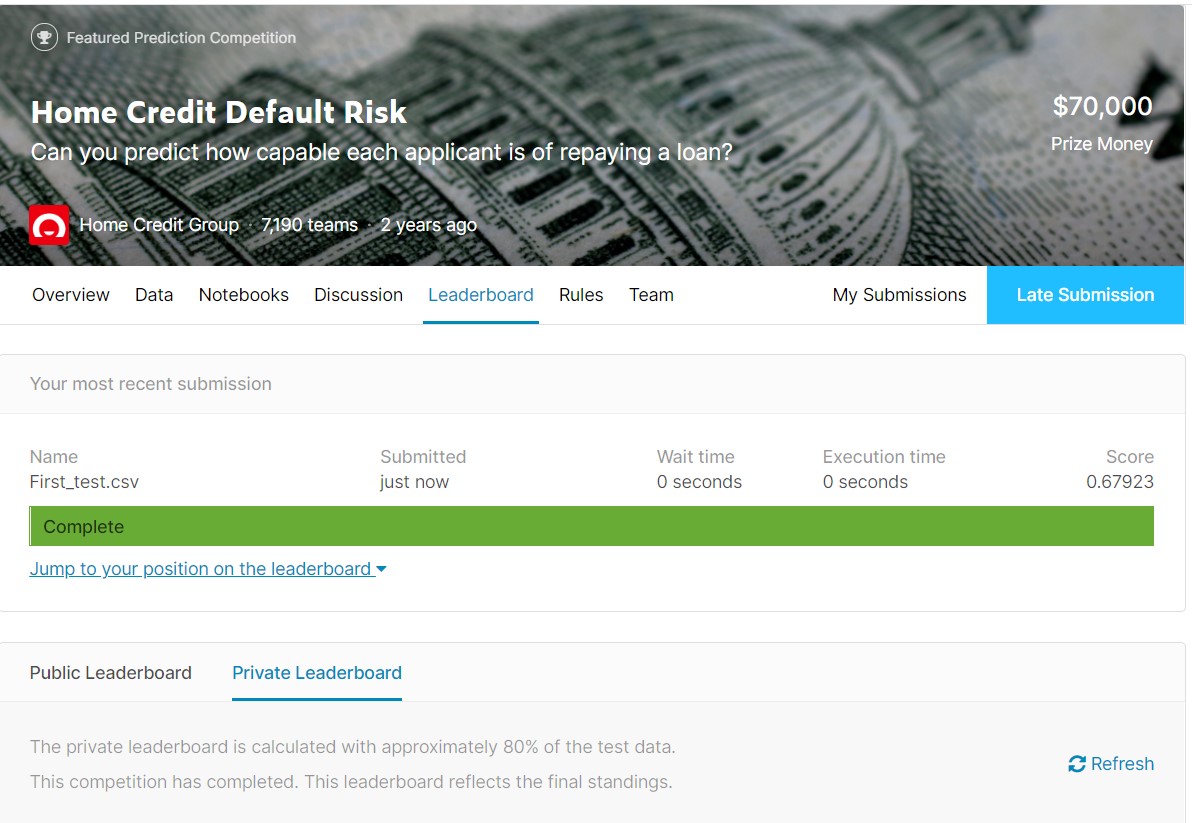 Featured Prediction Competition
Home Credit Default Risk
Can you predict how capable each applicant is of repaying a loan?
$70,000
Prize Money
Home Credit Group · 7,190 teams · 2 years ago
Overview Data Notebooks Discussion Leaderboard Rules Team My Submissions Late Submission
Your most recent submission
Name Submitted Wait time Execution time Score
First_test.csv just now 0 seconds 0 seconds 0.67923
Complete
Jump to your position on the leaderboard
Public Leaderboard Private Leaderboard
The private leaderboard is calculated with approximately 80% of the test data.
This competition has completed. This leaderboard reflects the final standings.
Refresh